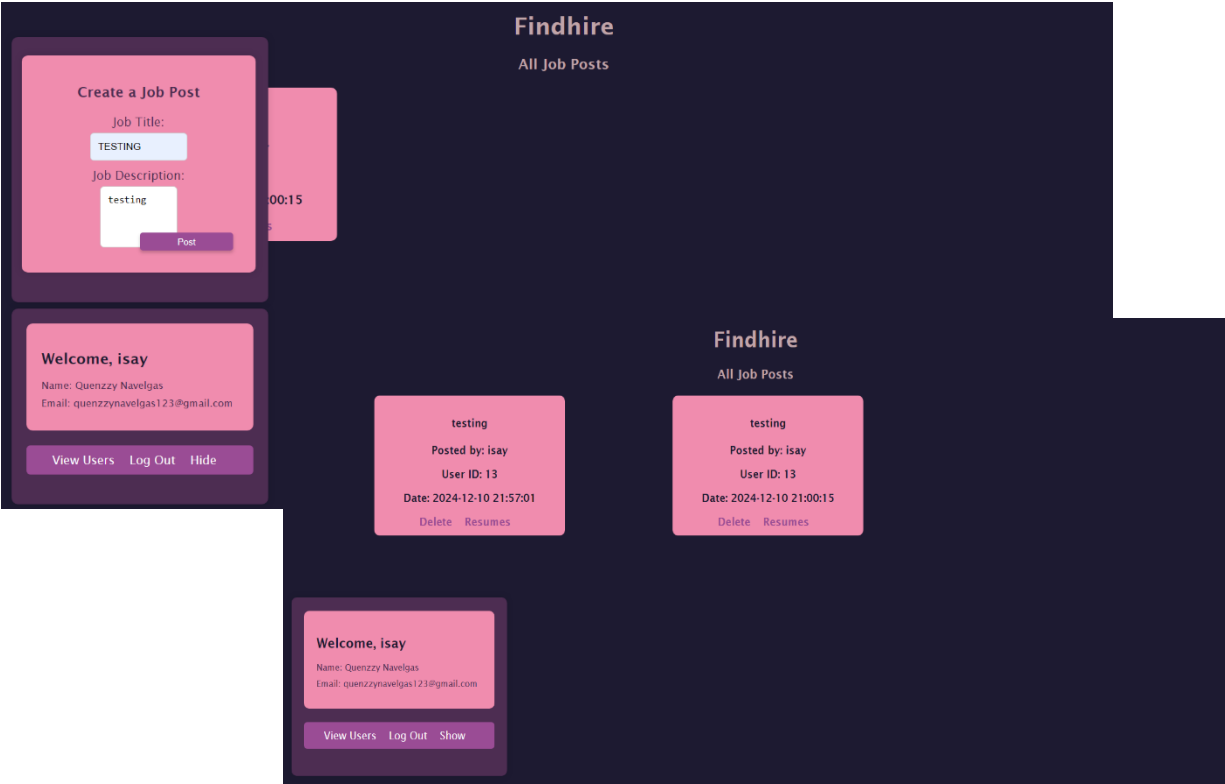 Findhire
All Job Posts
Create a Job Post
Job Title:
TESTING
Job Description:
testing
Post
:00:15
s
Welcome, isay
Name: Quenzzy Navelgas
Email: quenzzynavelgas123@gmail.com
View Users Log Out Hide
Findhire
All Job Posts
testing
Posted by: isay
User ID: 13
Date: 2024-12-10 21:57:01
Delete Resumes
testing
Posted by: isay
User ID: 13
Date: 2024-12-10 21:00:15
Delete Resumes
Welcome, isay
Name: Quenzzy Navelgas
Email: quenzzynavelgas123@gmail.com
View Users Log Out Show